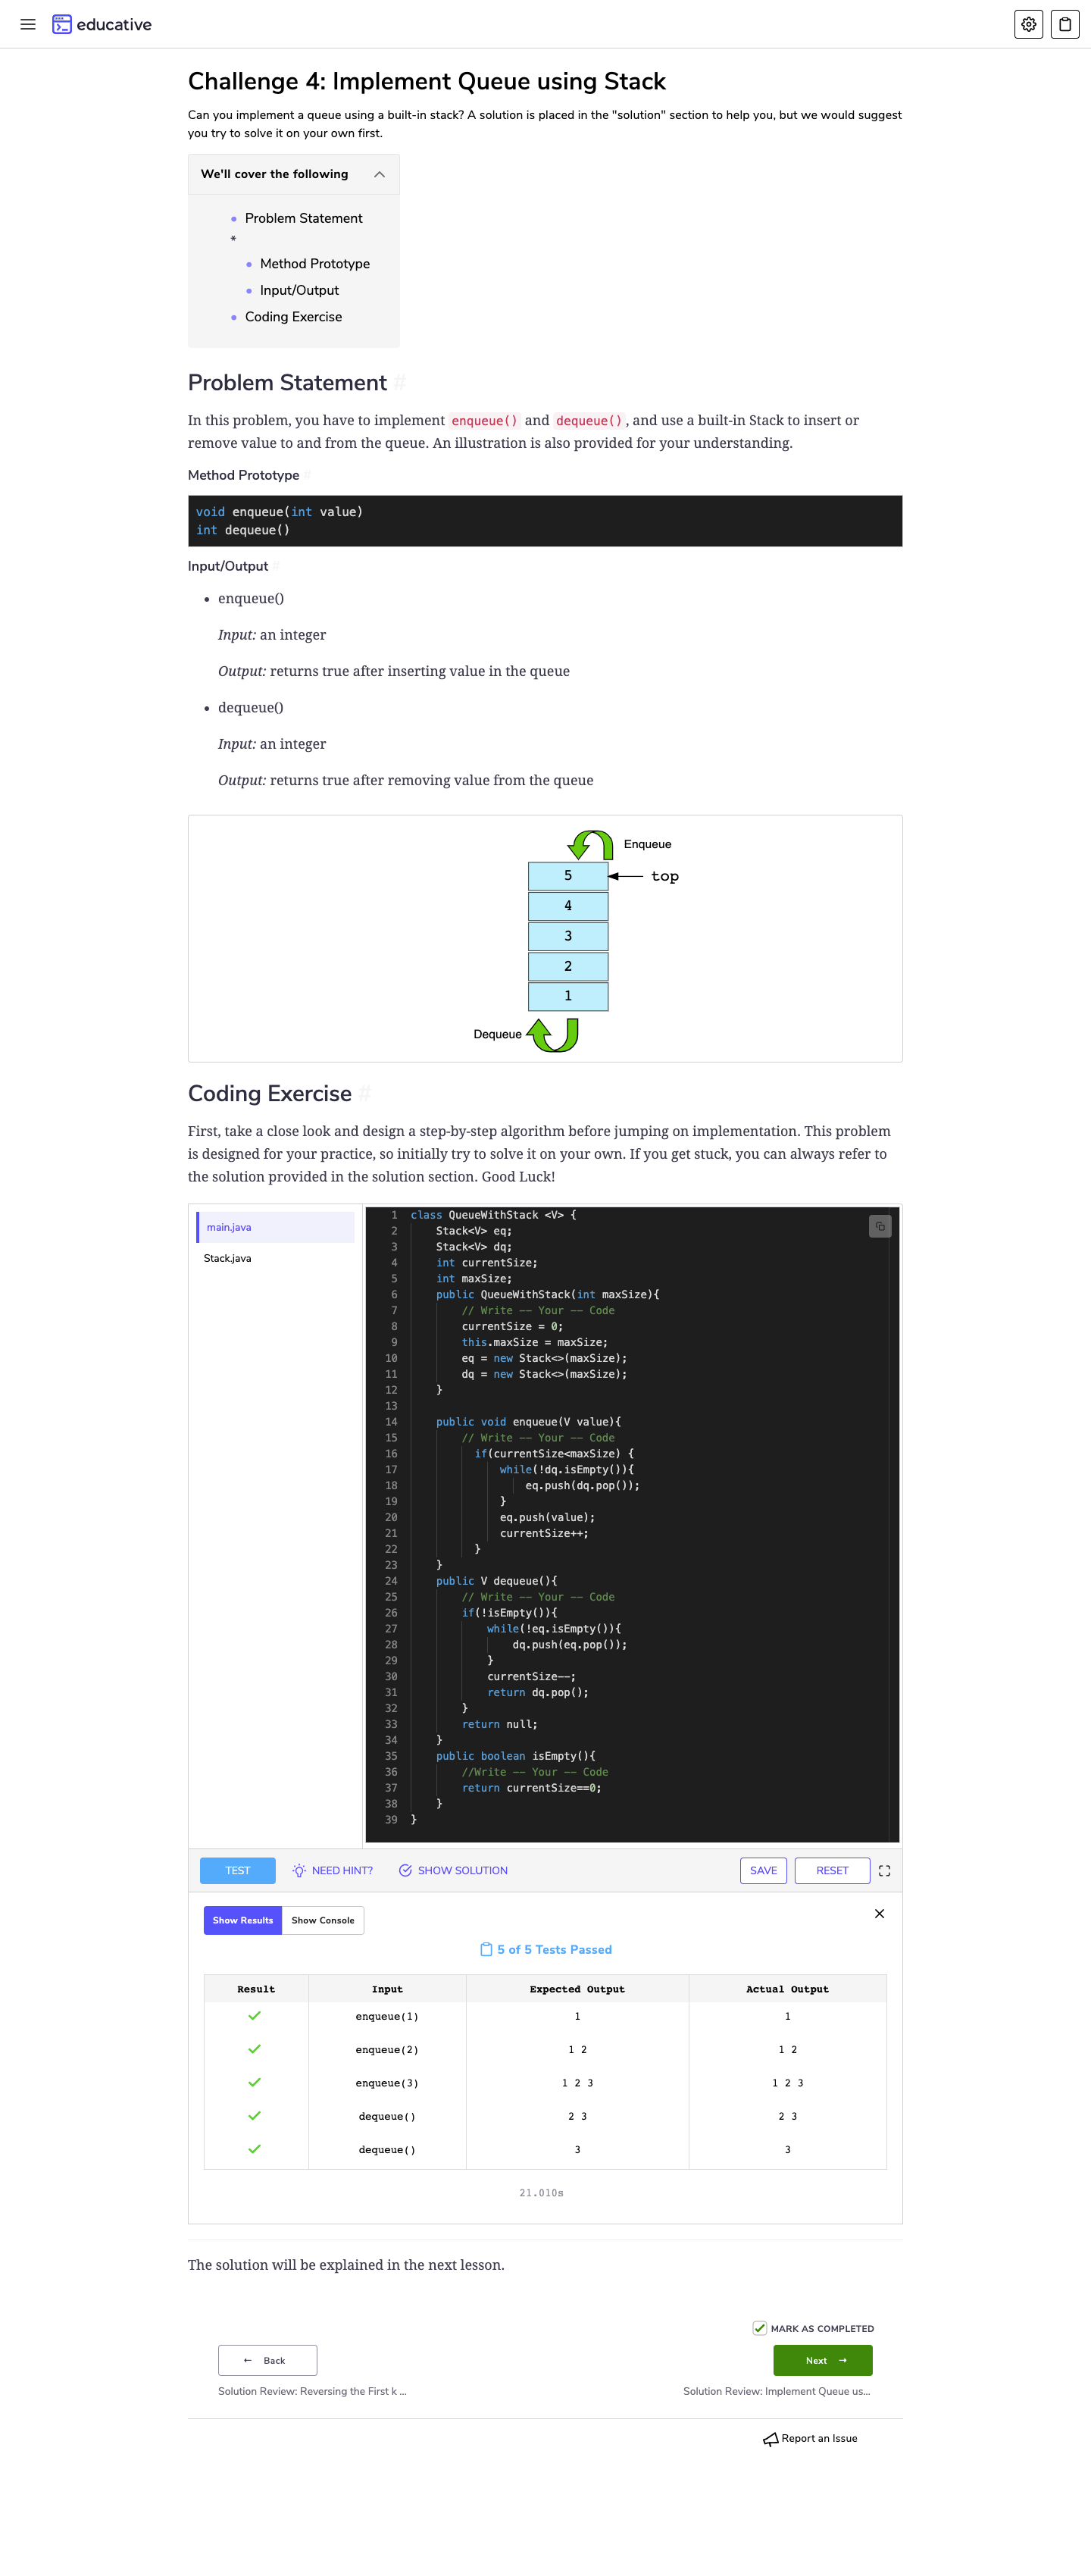 educative
Challenge 4: Implement Queue using Stack
Can you implement a queue using a built-in stack? A solution is placed in the "solution" section to help you, but we would suggest
you try to solve it on your own first.
We'll cover the following
Problem Statement
*
Method Prototype
Input/Output
Coding Exercise
Problem Statement #
In this problem, you have to implement enqueue() and dequeue(), and use a built-in Stack to insert or
remove value to and from the queue. An illustration is also provided for your understanding.
Method Prototype #
void enqueue(int value)
int dequeue()
Input/Output #
enqueue()
Input: an integer
Output: returns true after inserting value in the queue
dequeue()
Input: an integer
Output: returns true after removing value from the queue
Enqueue
5 top
4
3
2
1
Dequeue
Coding Exercise #
First, take a close look and design a step-by-step algorithm before jumping on implementation. This problem
is designed for your practice, so initially try to solve it on your own. If you get stuck, you can always refer to
the solution provided in the solution section. Good Luck!
main.java
Stack.java
1 class QueueWithStack <V> {
2 Stack<V> eq;
3 Stack<V> dq;
4 int currentSize;
5 int maxSize;
6 public QueueWithStack(int maxSize){
7 // Write -- Your -- Code
8 currentSize = 0;
9 this.maxSize = maxSize;
10 eq = new Stack<>(maxSize);
11 dq = new Stack<>(maxSize);
12 }
13
14 public void enqueue(V value){
15 // Write -- Your -- Code
16 if(currentSize<maxSize) {
17 while(!dq.isEmpty()){
18 eq.push(dq.pop());
19 }
20 eq.push(value);
21 currentSize++;
22 }
23 }
24 public V dequeue(){
25 // Write -- Your -- Code
26 if(!isEmpty()){
27 while(!eq.isEmpty()){
28 dq.push(eq.pop());
29 }
30 currentSize--;
31 return dq.pop();
32 }
33 return null;
34 }
35 public boolean isEmpty(){
36 //Write -- Your -- Code
37 return currentSize==0;
38 }
39 }
TEST NEED HINT? SHOW SOLUTION SAVE RESET
Show Results Show Console
5 of 5 Tests Passed
Result Input Expected Output Actual Output
enqueue(1) 1 1
enqueue(2) 1 2 1 2
enqueue(3) 1 2 3 1 2 3
dequeue() 2 3 2 3
dequeue() 3 3
21.010s
The solution will be explained in the next lesson.
MARK AS COMPLETED
← Back Next →
Solution Review: Reversing the First k ... Solution Review: Implement Queue us...
Report an Issue